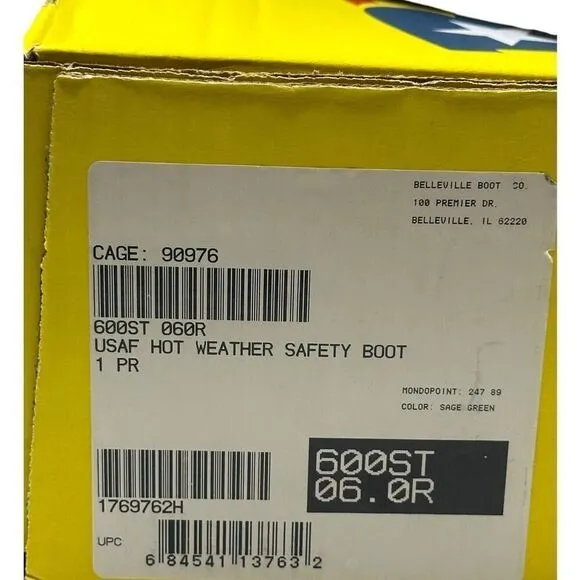 BELLEVILLE BOOT CO.
100 PREMIER DR.
BELLEVILLE, IL 62220
CAGE: 90976
600ST 060R
USAF HOT WEATHER SAFETY BOOT
1 PR
MONDOPOINT: 247 89
COLOR: SAGE GREEN
600ST
06.0R
1769762H
UPC
6 84541 13763 2